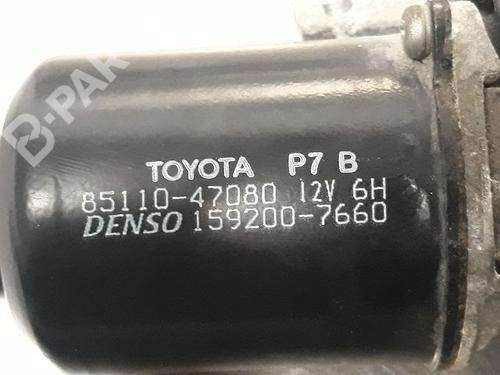 B-PAR
TOYOTA P7 B
85110-47080 12V 6H
DENSO 159200-7660